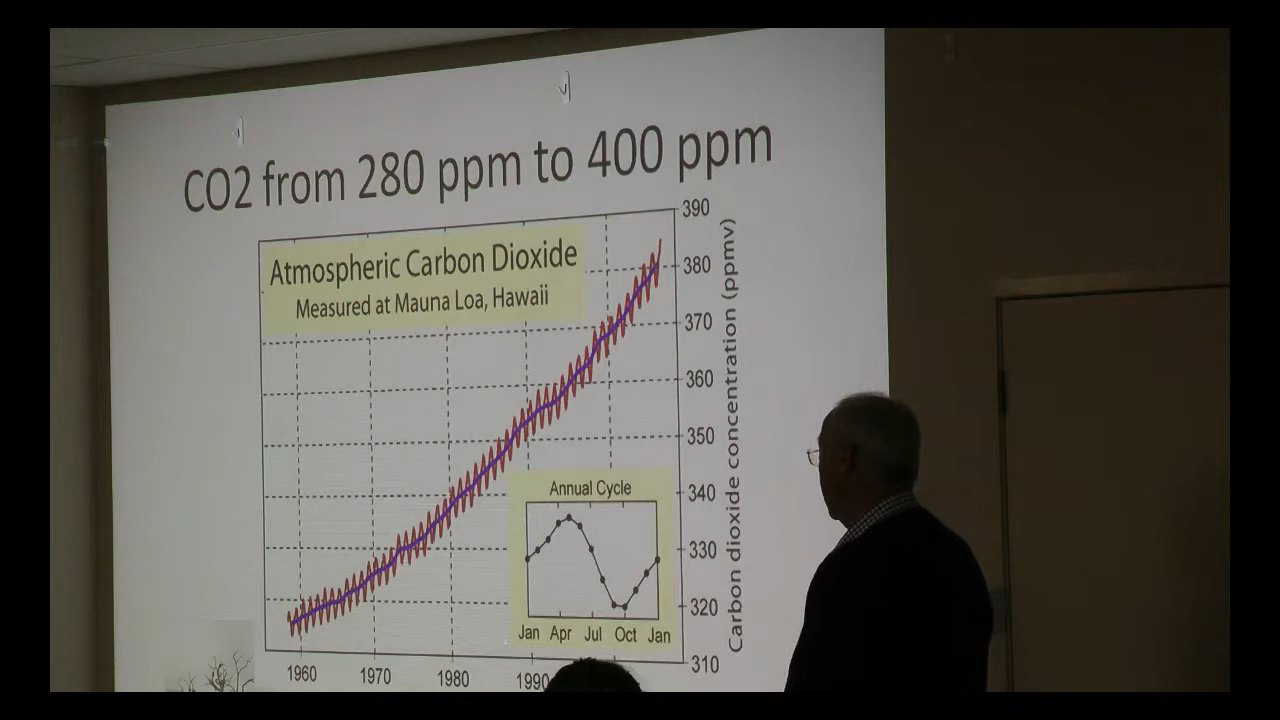 CO2 from 280 ppm to 400 ppm
Atmospheric Carbon Dioxide
Measured at Mauna Loa, Hawaii
390
380
370
360
350
340
330
320
310
Carbon dioxide concentration (ppmv)
Annual Cycle
Jan Apr Jul Oct Jan
1960 1970 1980 1990